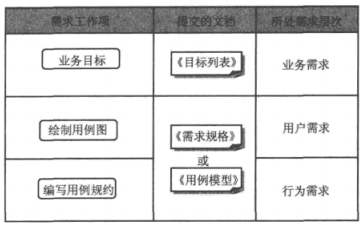 需求工作项 提交的文档 所处需求层次
业务目标 《目标列表》 业务需求
绘制用例图 《需求规格》 用户需求
或
编写用例规约 《用例模型》 行为需求